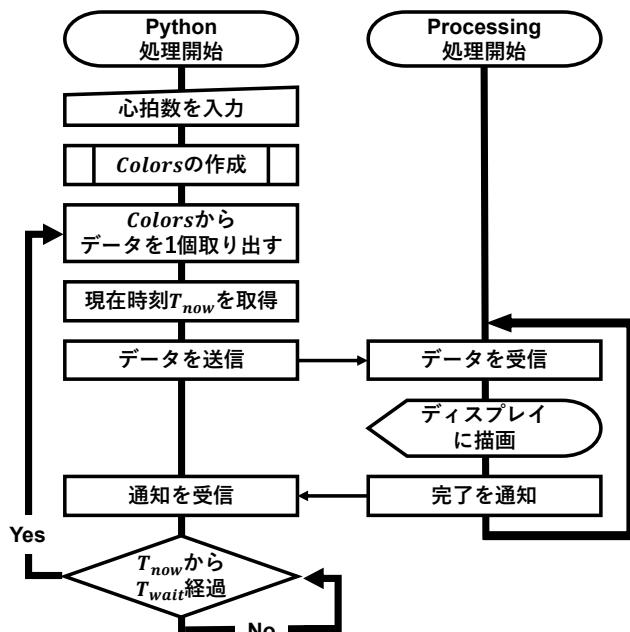 Python
処理開始
心拍数を入力
Colorsの作成
Colorsから
データを1個取り出す
現在時刻T_nowを取得
データを送信
通知を受信
Yes
T_nowから
T_wait経過
No
Processing
処理開始
データを受信
ディスプレイ
に描画
完了を通知